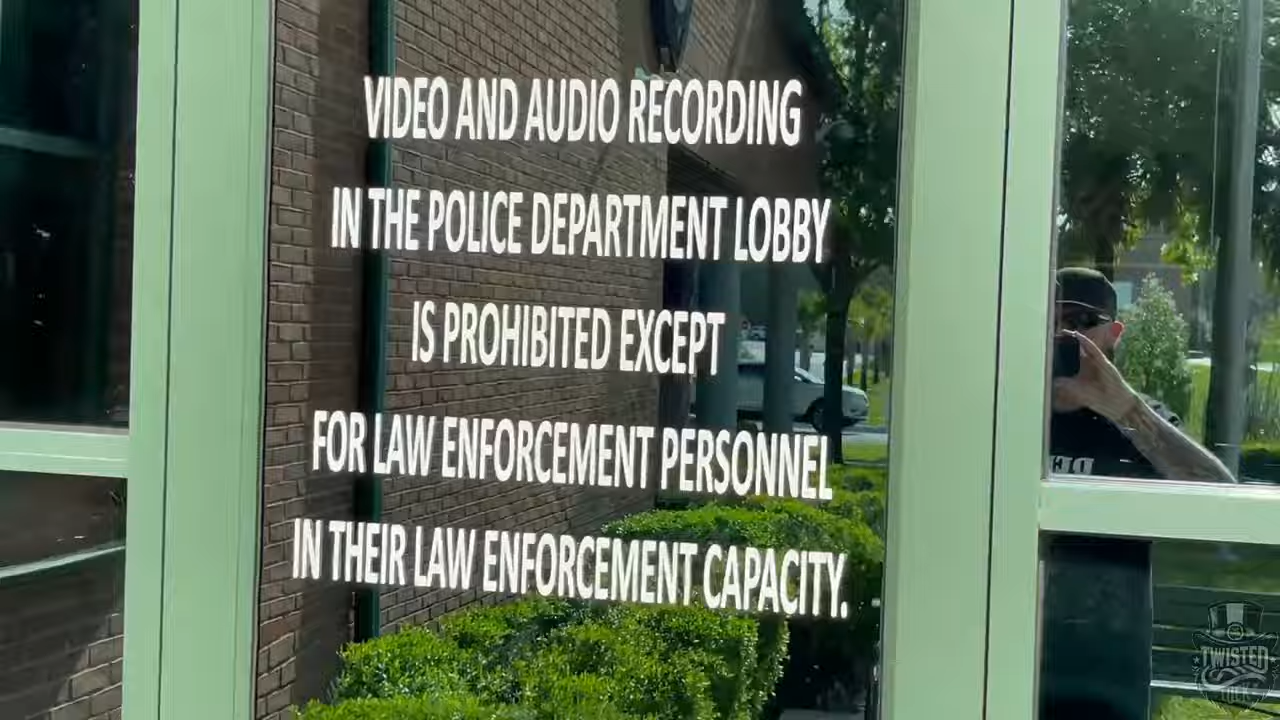 VIDEO AND AUDIO RECORDING
IN THE POLICE DEPARTMENT LOBBY
IS PROHIBITED EXCEPT
FOR LAW ENFORCEMENT PERSONNEL
IN THEIR LAW ENFORCEMENT CAPACITY.
TWISTED